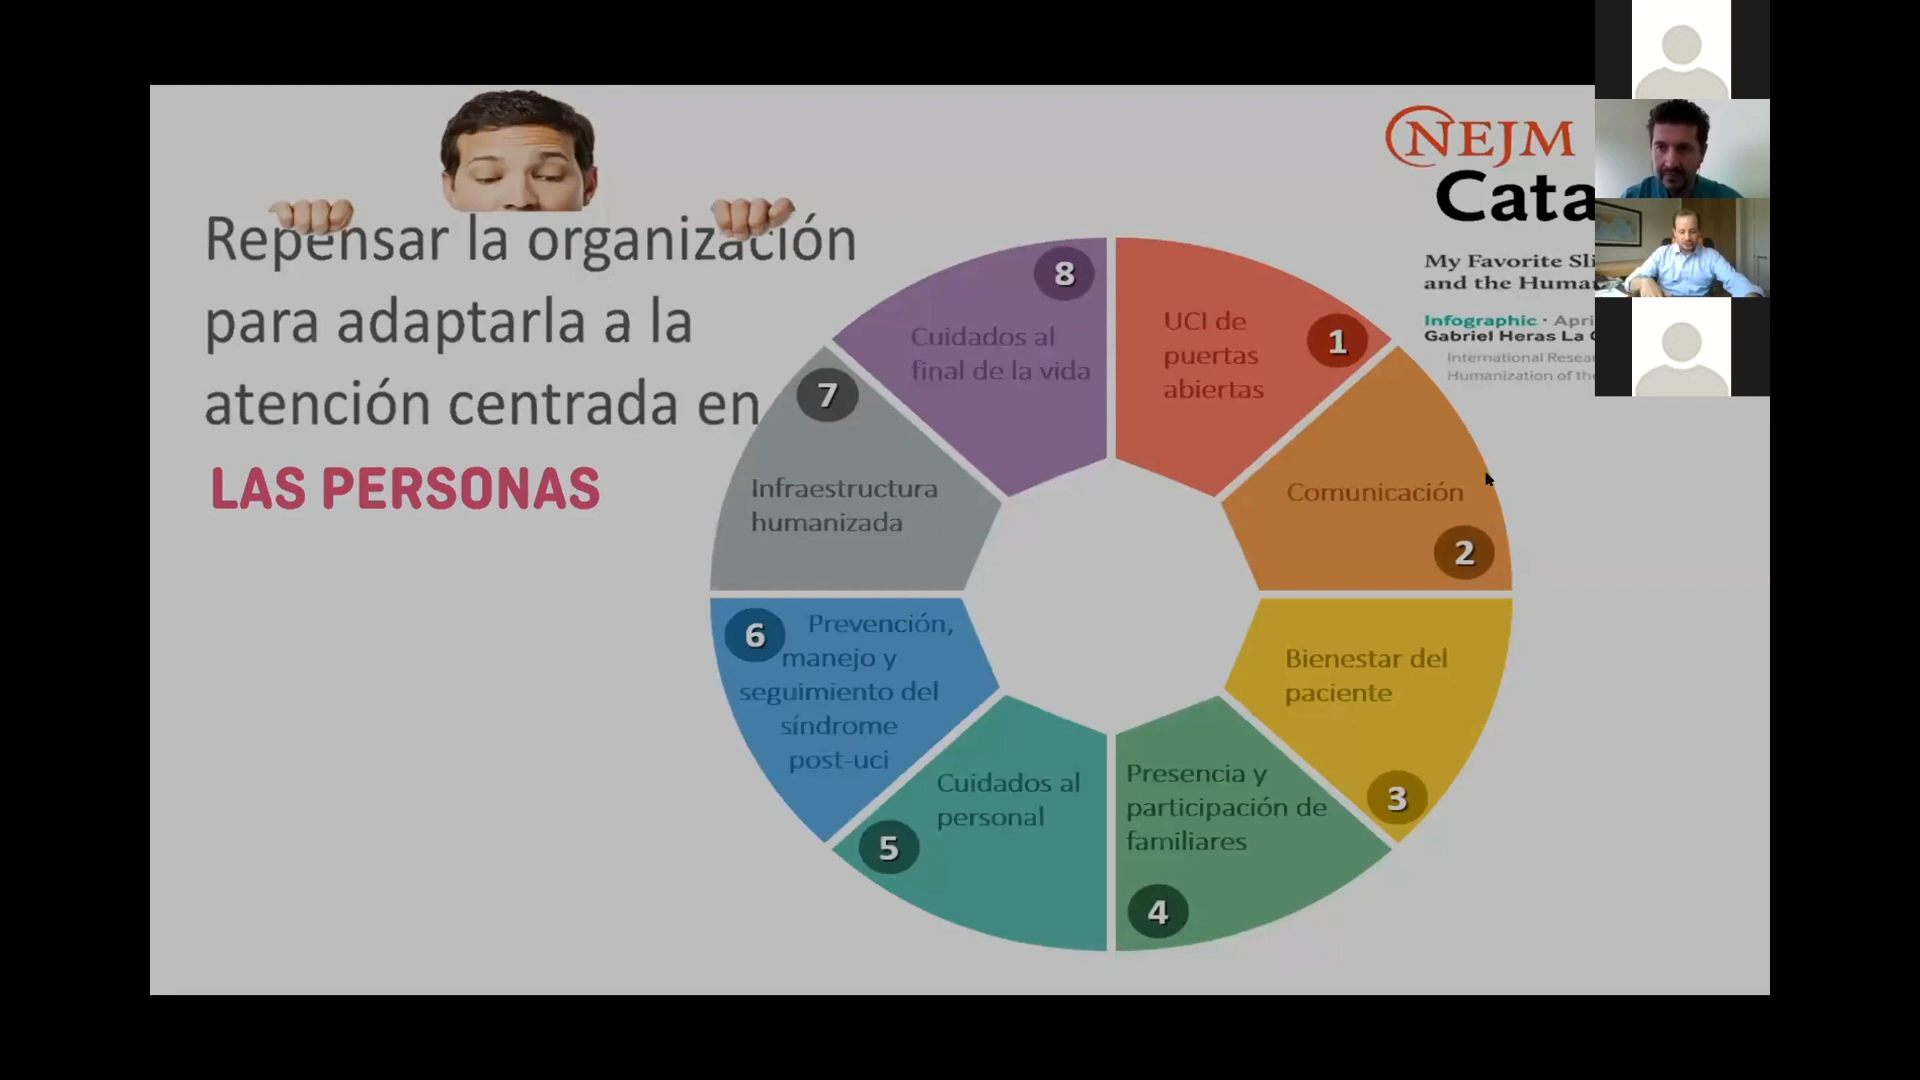 Repensar la organización
para adaptarla a la
atención centrada en
LAS PERSONAS
NEJM
Cata
My Favorite Sli
and the Huma
Infographic · Apri
Gabriel Heras La
International Resea
Humanization of the
1
UCI de
puertas
abiertas
2
Comunicación
3
Bienestar del
paciente
4
Presencia y
participación de
familiares
5
Cuidados al
personal
6
Prevención,
manejo y
seguimiento del
síndrome
post-uci
7
Infraestructura
humanizada
8
Cuidados al
final de la vida